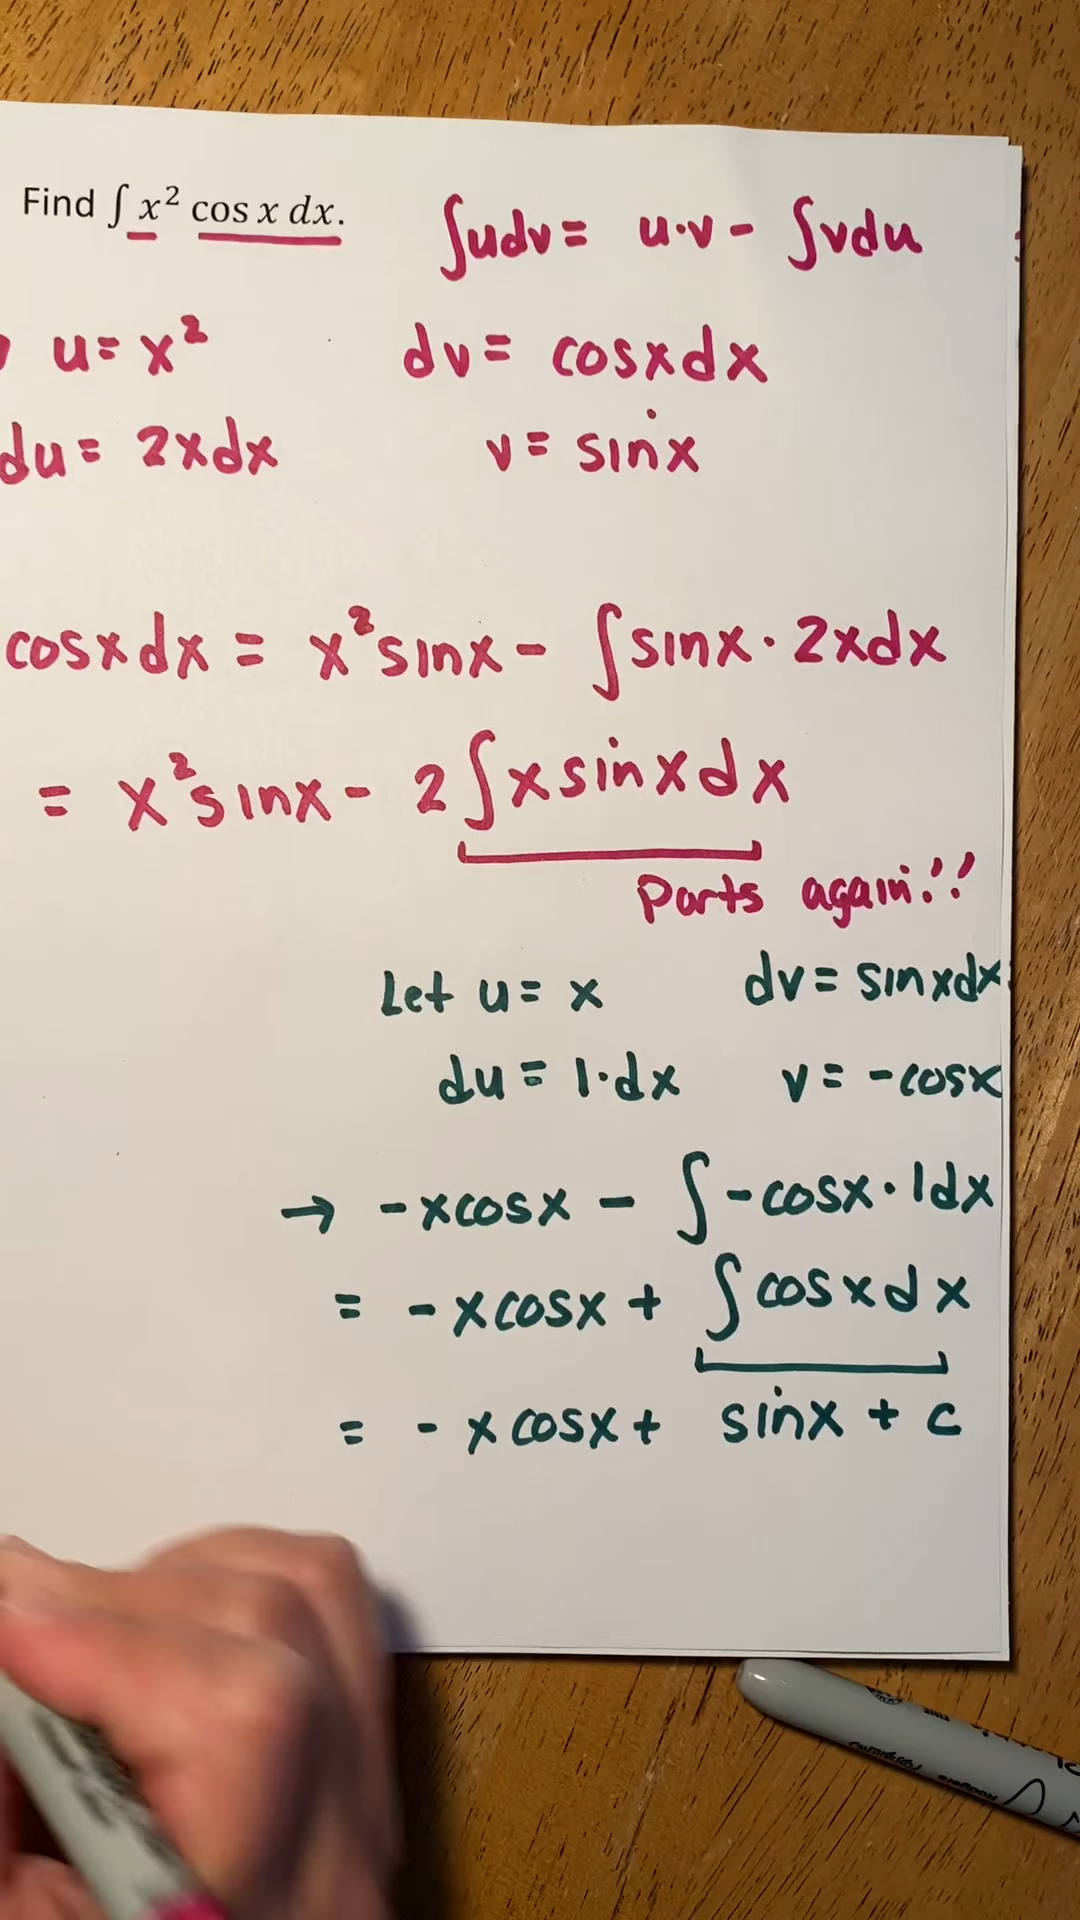 Find ∫ x² cos x dx.
∫udv = u·v - ∫vdu
u = x²
dv = cosxdx
du = 2xdx
v = sinx
cosxdx = x²sinx - ∫sinx · 2xdx
= x²sinx - 2∫xsinxdx
Parts again!!
Let u = x
dv = sinxdx
du = 1·dx
v = -cosx
→ -xcosx - ∫-cosx · 1dx
= -xcosx + ∫cosxdx
= -xcosx + sinx + c